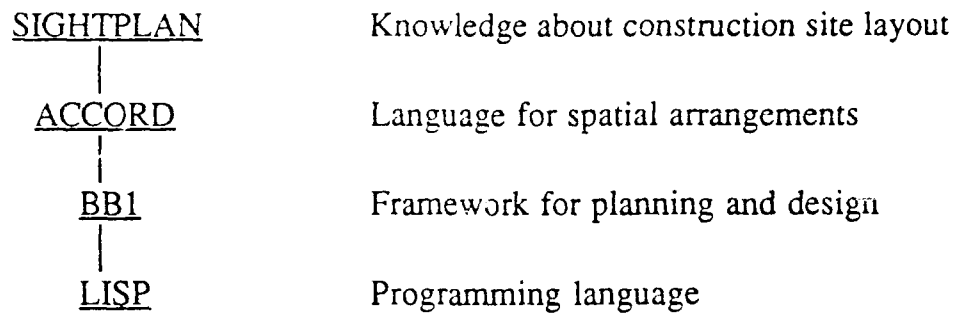 SIGHTPLAN Knowledge about construction site layout
ACCORD Language for spatial arrangements
BB1 Framework for planning and design
LISP Programming language